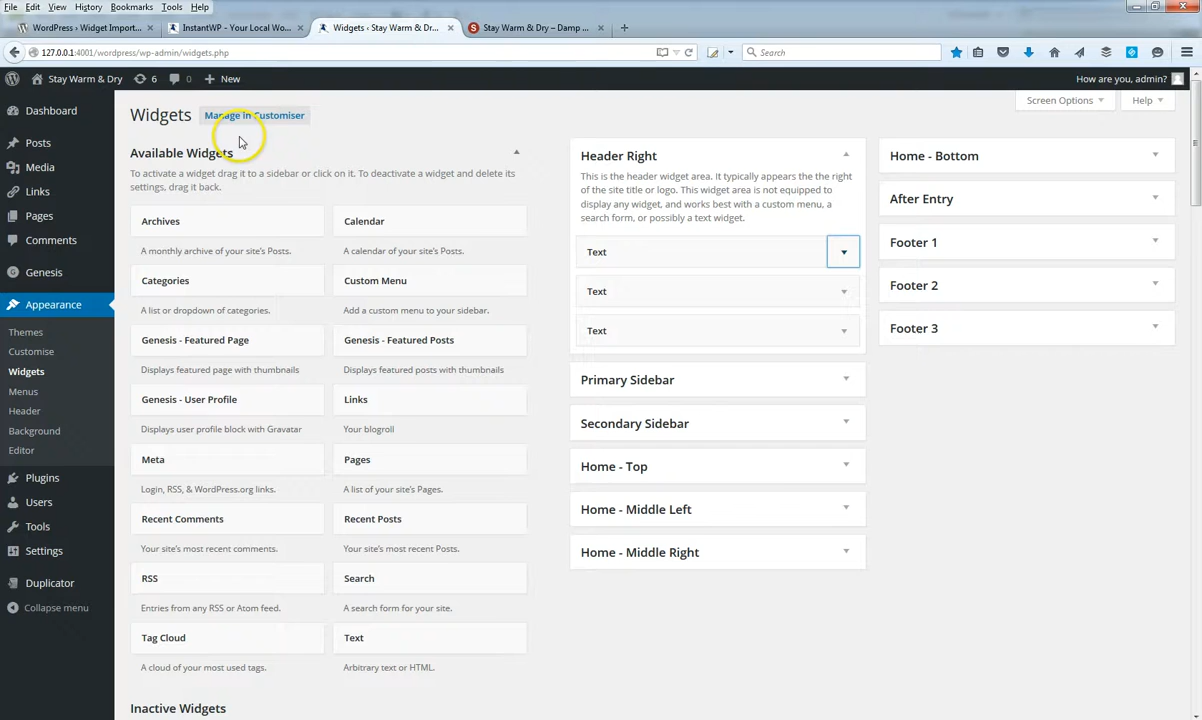 File Edit View History Bookmarks Tools Help
WordPress › Widget Import...
InstantWP - Your Local Wo...
Widgets ‹ Stay Warm & Dry...
Stay Warm & Dry – Damp ...
127.0.0.1:4001/wordpress/wp-admin/widgets.php
Search
Stay Warm & Dry 6 0 New
How are you, admin?
Dashboard
Posts
Media
Links
Pages
Comments
Genesis
Appearance
Themes
Customise
Widgets
Menus
Header
Background
Editor
Plugins
Users
Tools
Settings
Duplicator
Collapse menu
Screen Options
Help
Widgets
Manage in Customiser
Available Widgets
To activate a widget drag it to a sidebar or click on it. To deactivate a widget and delete its
settings, drag it back.
Archives
A monthly archive of your site's Posts.
Calendar
A calendar of your site's Posts.
Categories
A list or dropdown of categories.
Custom Menu
Add a custom menu to your sidebar.
Genesis - Featured Page
Displays featured page with thumbnails
Genesis - Featured Posts
Displays featured posts with thumbnails
Genesis - User Profile
Displays user profile block with Gravatar
Links
Your blogroll
Meta
Login, RSS, & WordPress.org links.
Pages
A list of your site's Pages.
Recent Comments
Your site's most recent comments.
Recent Posts
Your site's most recent Posts.
RSS
Entries from any RSS or Atom feed.
Search
A search form for your site.
Tag Cloud
A cloud of your most used tags.
Text
Arbitrary text or HTML.
Inactive Widgets
Header Right
This is the header widget area. It typically appears the the right
of the site title or logo. This widget area is not equipped to
display any widget, and works best with a custom menu, a
search form, or possibly a text widget.
Text
Text
Text
Primary Sidebar
Secondary Sidebar
Home - Top
Home - Middle Left
Home - Middle Right
Home - Bottom
After Entry
Footer 1
Footer 2
Footer 3